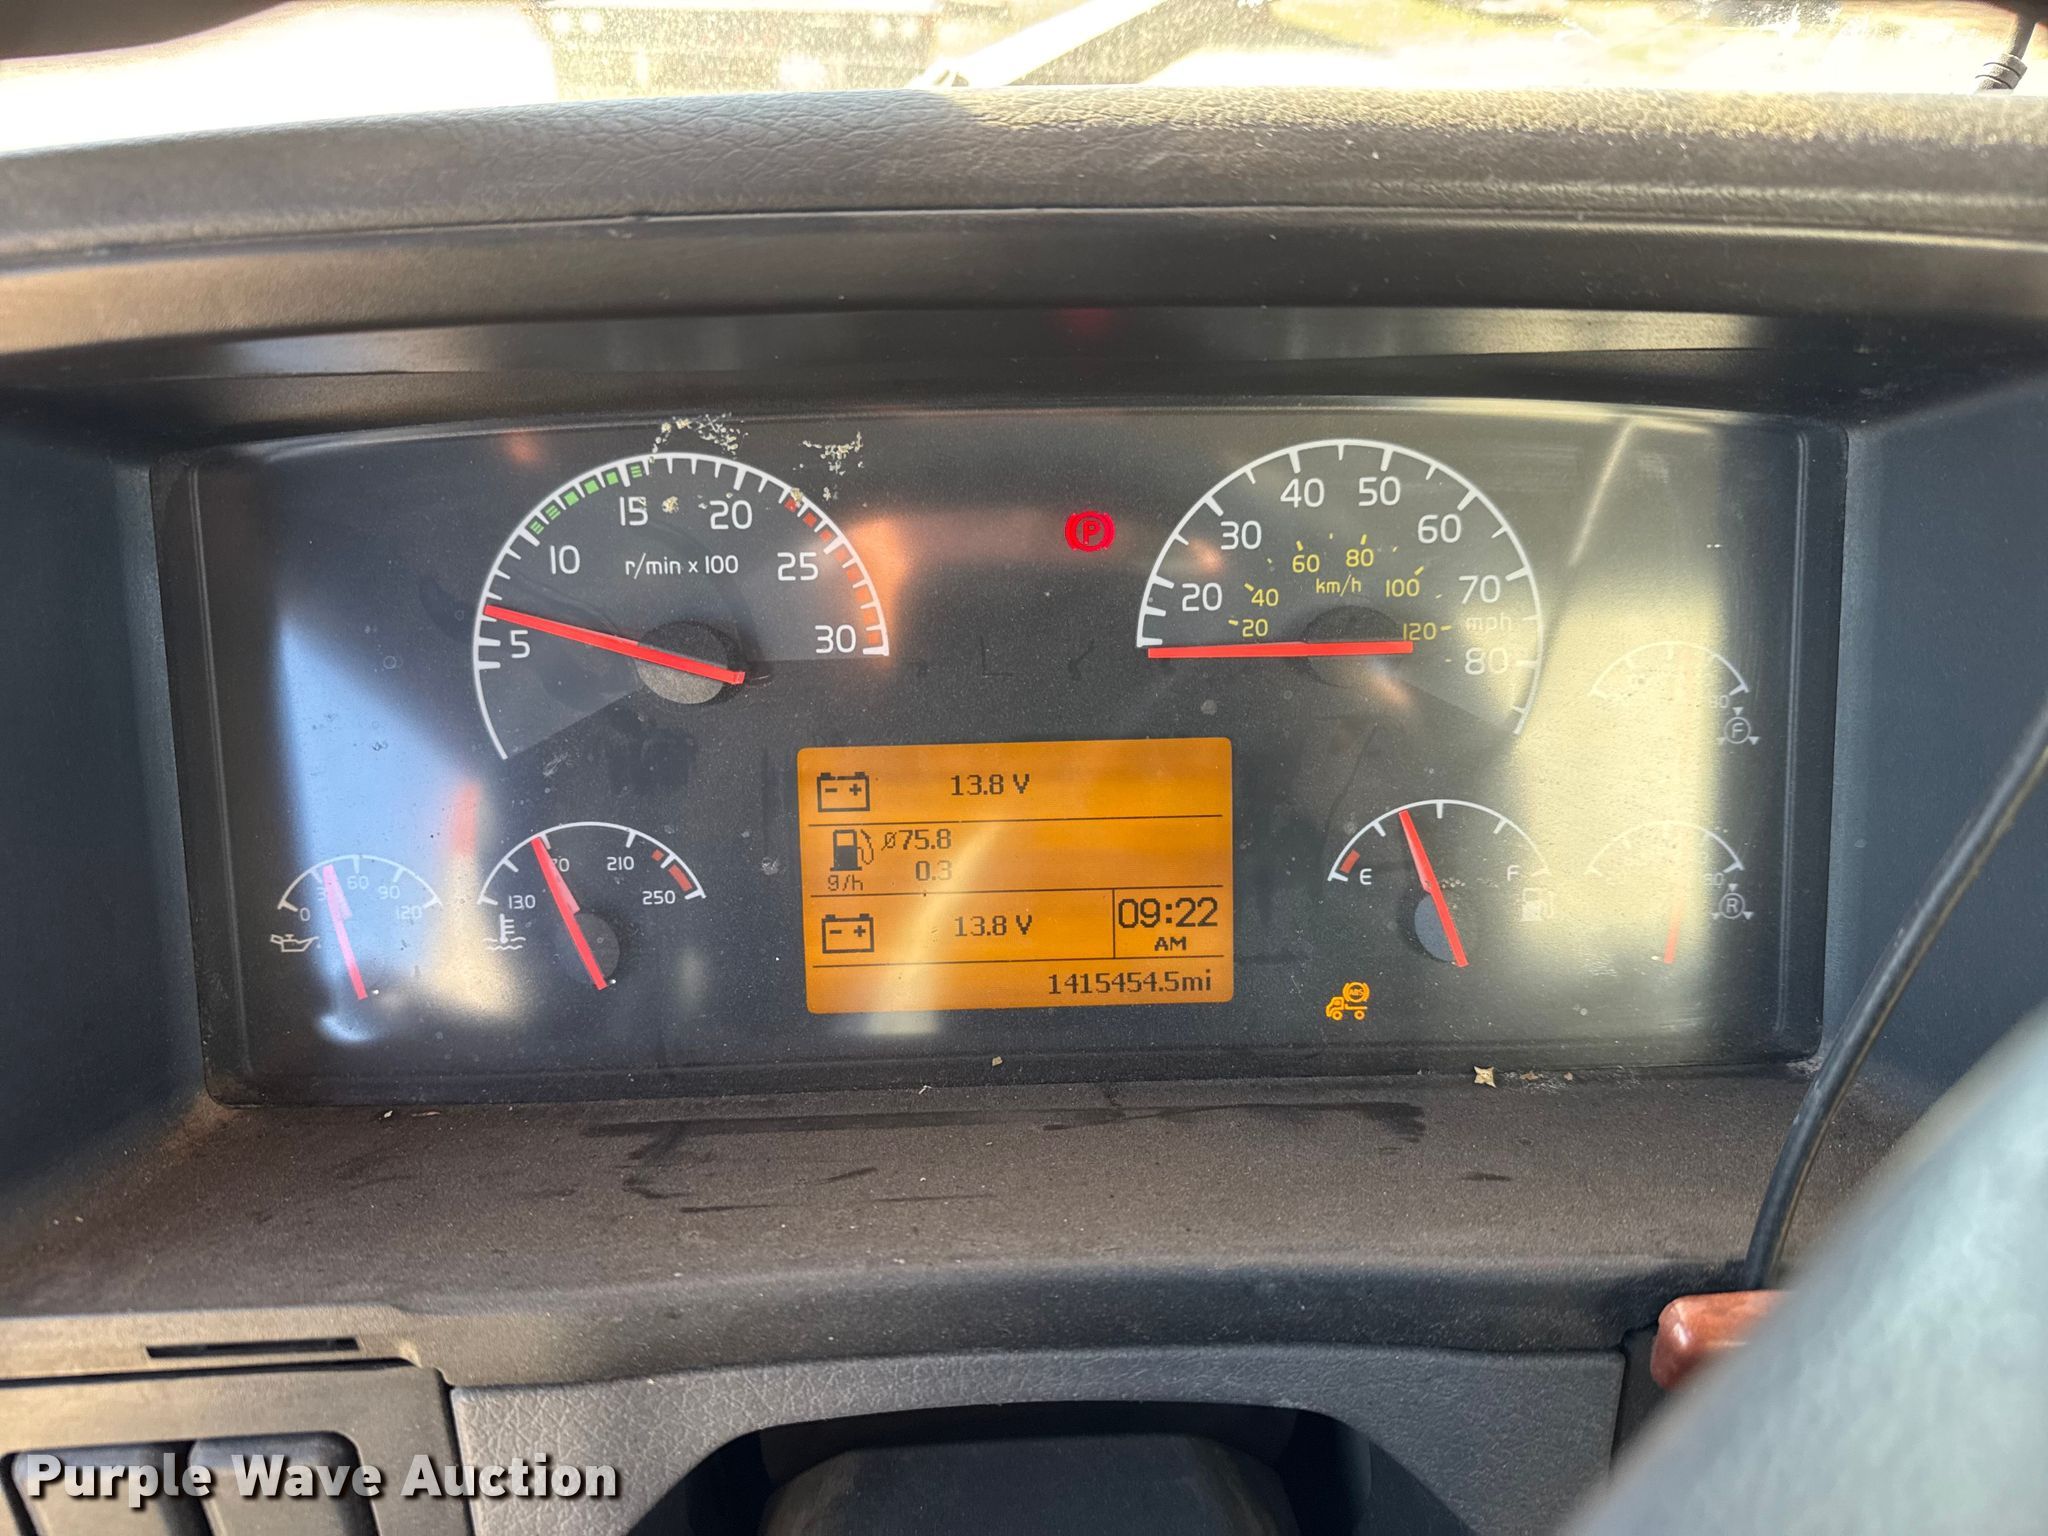 15 20
10 r/min x 100 25
5 30
P
40 50
30 60
60 80
20 40 km/h 100 70
20 120 mph
80
F
13.8 V
ø75.8
g/h 0.3
13.8 V 09:22
AM
1415454.5mi
0 60 90 120
130 210 250
E F
R
ABS
Purple Wave Auction